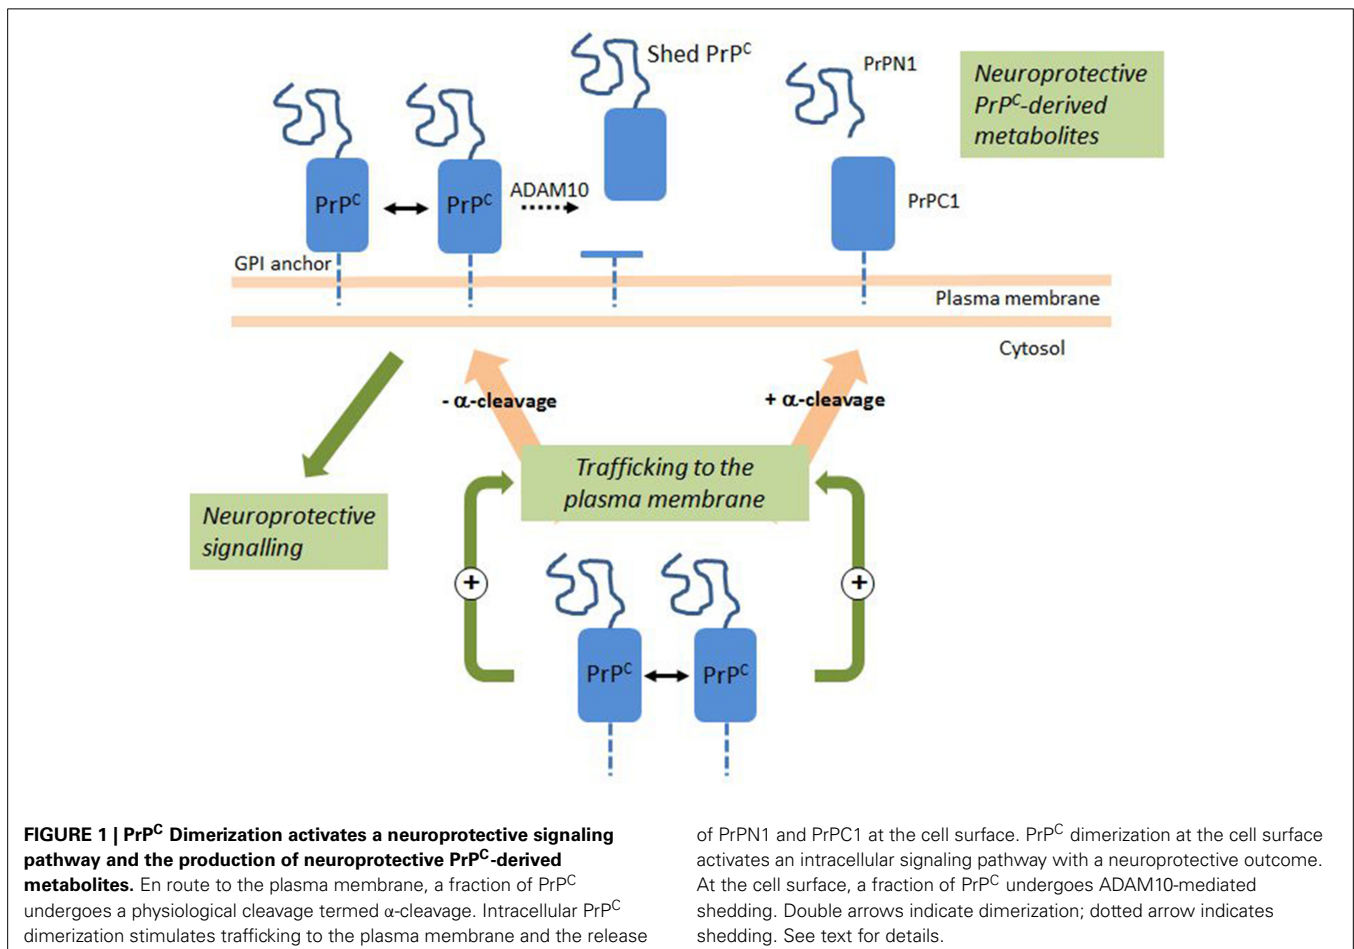 Shed PrPC
PrPN1
Neuroprotective
PrPC-derived
metabolites
PrPC
PrPC
ADAM10
PrPC1
GPI anchor
Plasma membrane
Cytosol
- α-cleavage
+ α-cleavage
Trafficking to the
plasma membrane
Neuroprotective
signalling
+
+
PrPC
PrPC
FIGURE 1 | PrPC Dimerization activates a neuroprotective signaling
pathway and the production of neuroprotective PrPC-derived
metabolites. En route to the plasma membrane, a fraction of PrPC
undergoes a physiological cleavage termed α-cleavage. Intracellular PrPC
dimerization stimulates trafficking to the plasma membrane and the release
of PrPN1 and PrPC1 at the cell surface. PrPC dimerization at the cell surface
activates an intracellular signaling pathway with a neuroprotective outcome.
At the cell surface, a fraction of PrPC undergoes ADAM10-mediated
shedding. Double arrows indicate dimerization; dotted arrow indicates
shedding. See text for details.